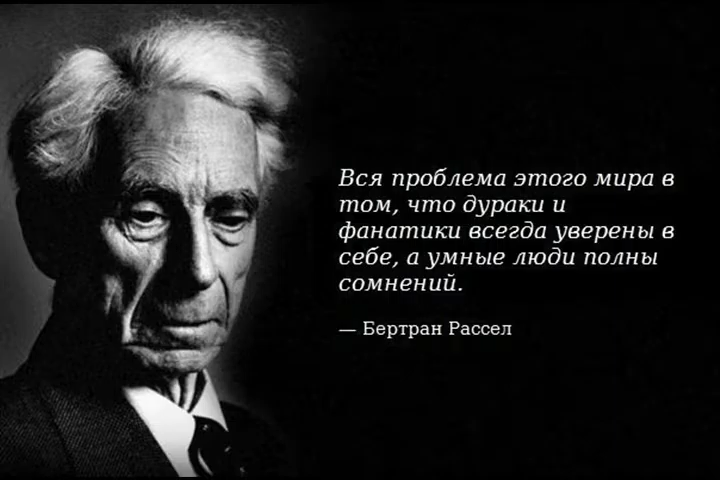 Вся проблема этого мира в
том, что дураки и
фанатики всегда уверены в
себе, а умные люди полны
сомнений.
— Бертран Рассел